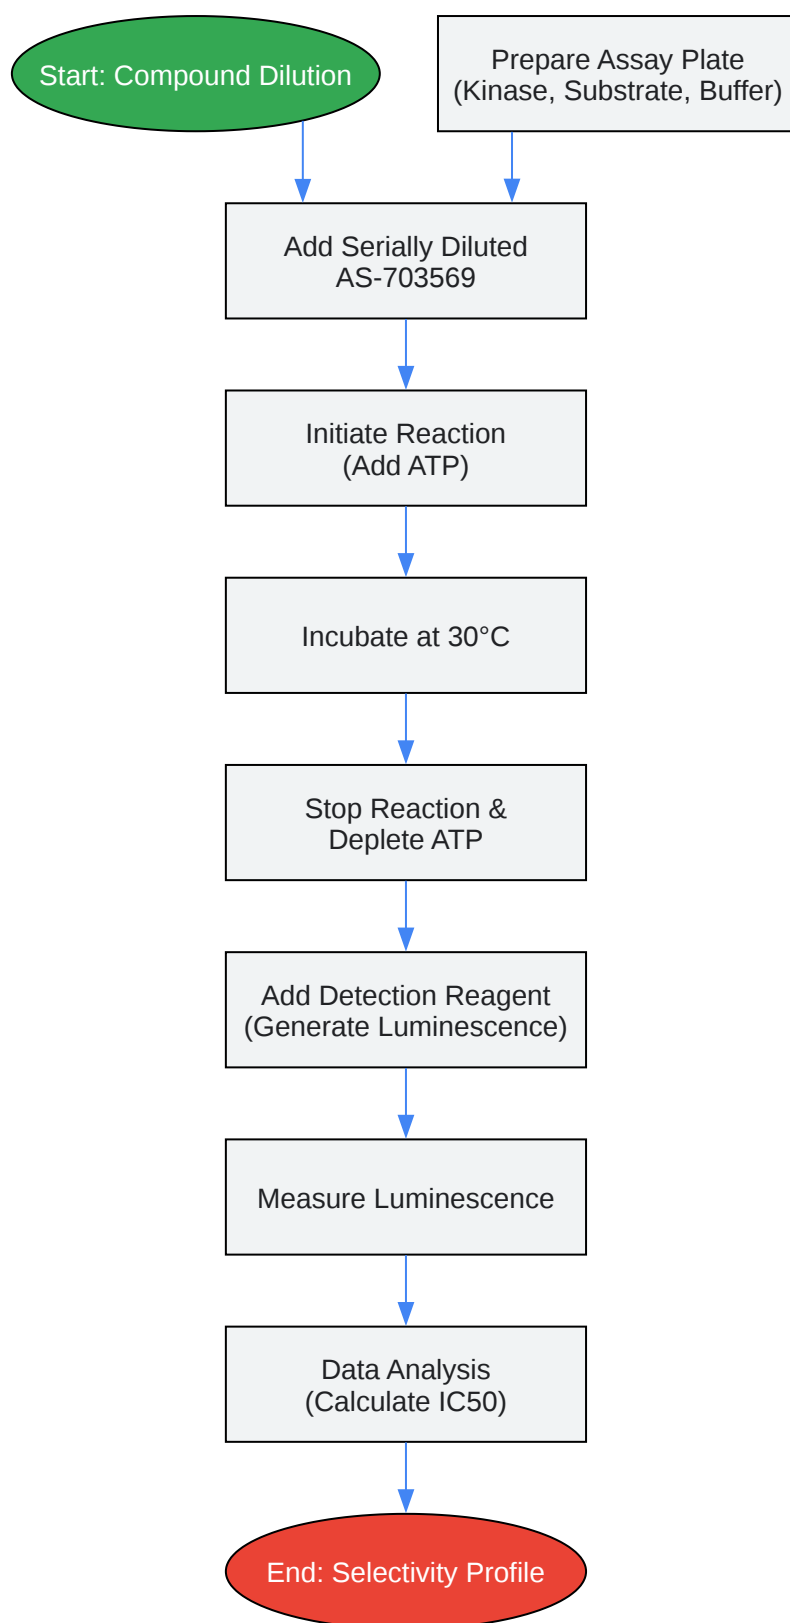 Start: Compound Dilution
Prepare Assay Plate
(Kinase, Substrate, Buffer)
Add Serially Diluted
AS-703569
Initiate Reaction
(Add ATP)
Incubate at 30°C
Stop Reaction &
Deplete ATP
Add Detection Reagent
(Generate Luminescence)
Measure Luminescence
Data Analysis
(Calculate IC50)
End: Selectivity Profile